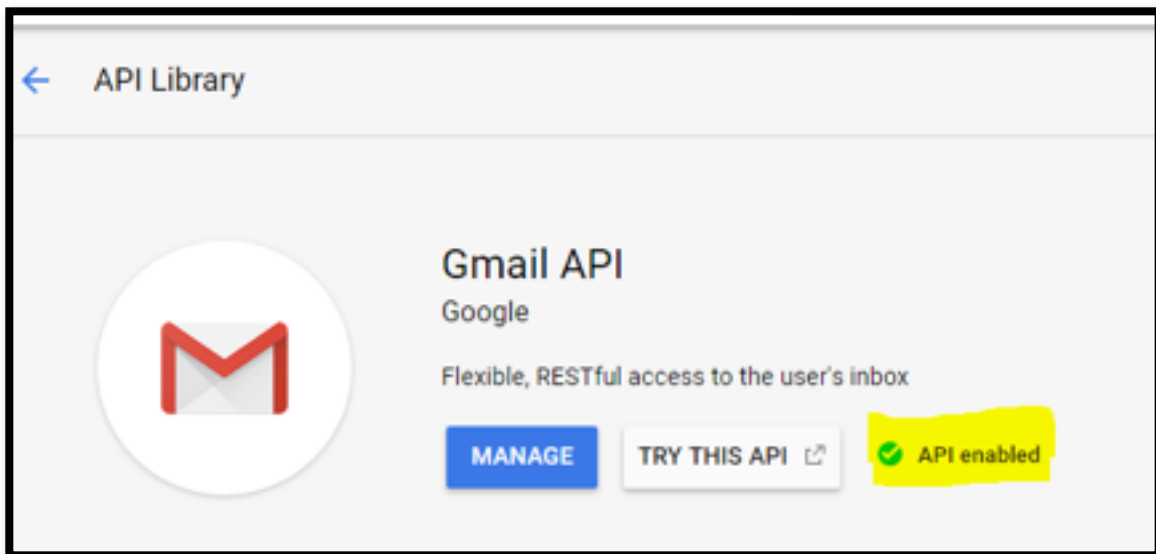 API Library
Gmail API
Google
Flexible, RESTful access to the user's inbox
MANAGE TRY THIS API API enabled